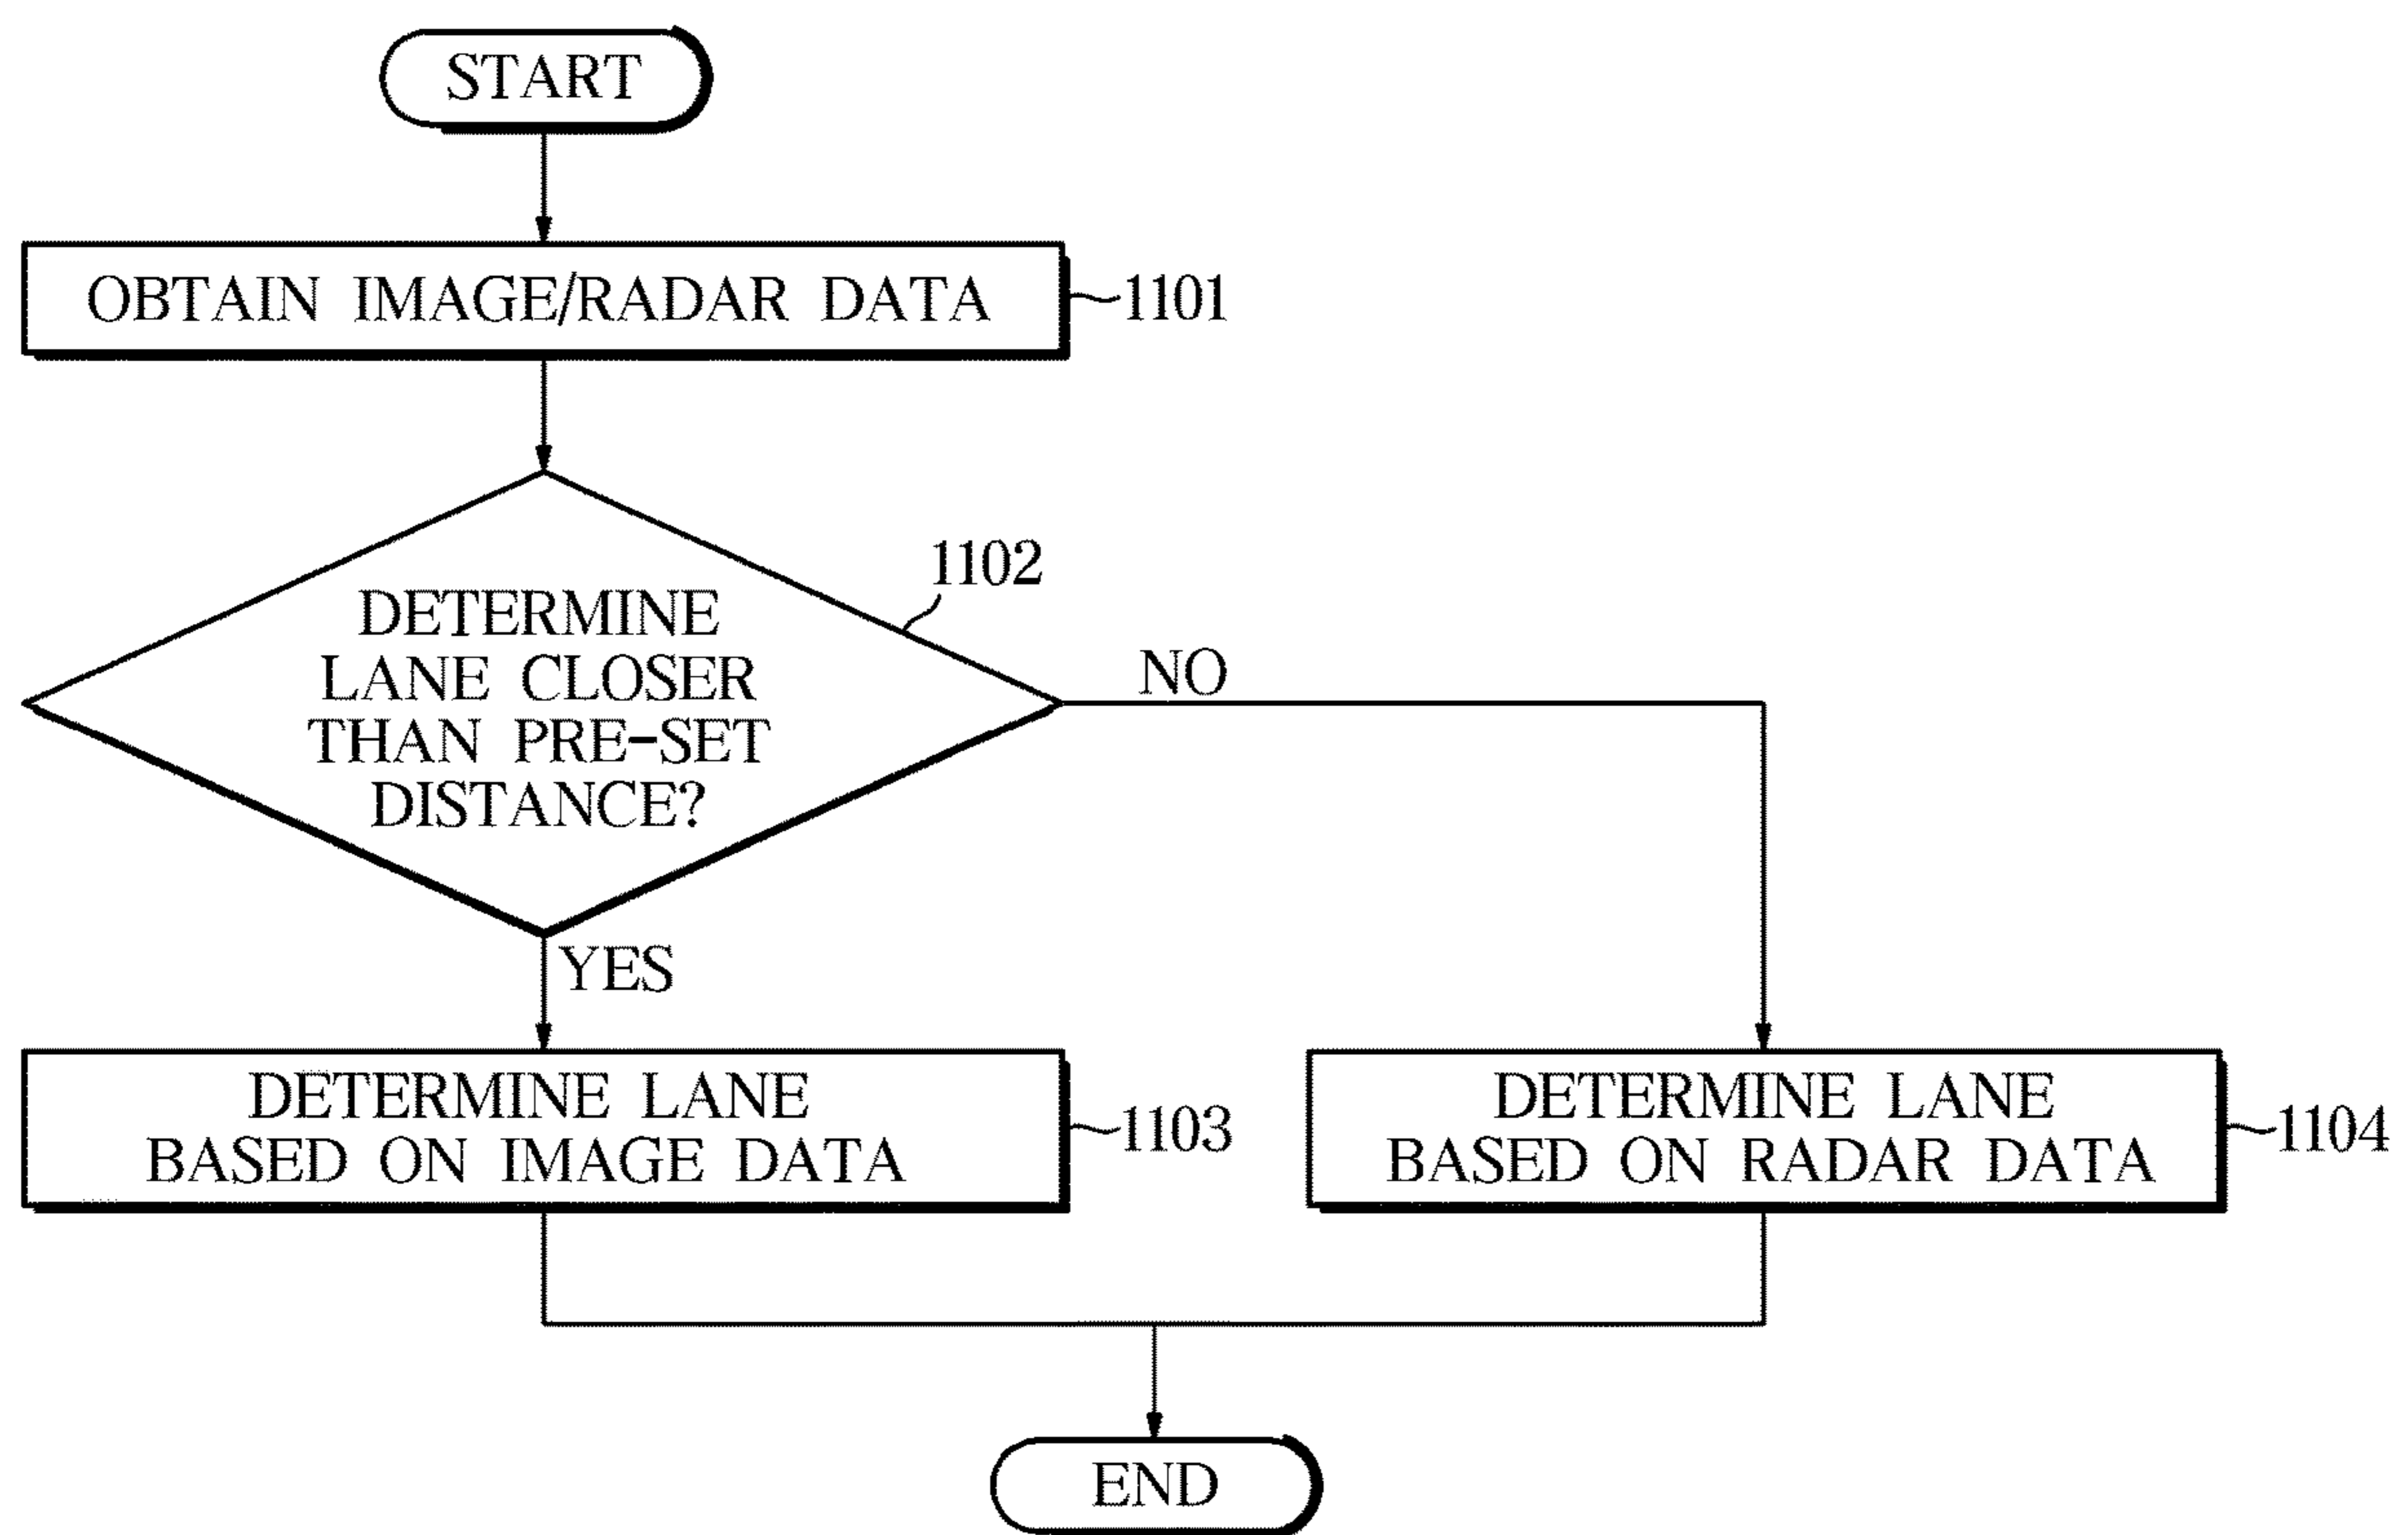 START
OBTAIN IMAGE/RADAR DATA
1101
1102
DETERMINE
LANE CLOSER
THAN PRE-SET
DISTANCE?
NO
YES
DETERMINE LANE
BASED ON IMAGE DATA
1103
DETERMINE LANE
BASED ON RADAR DATA
1104
END